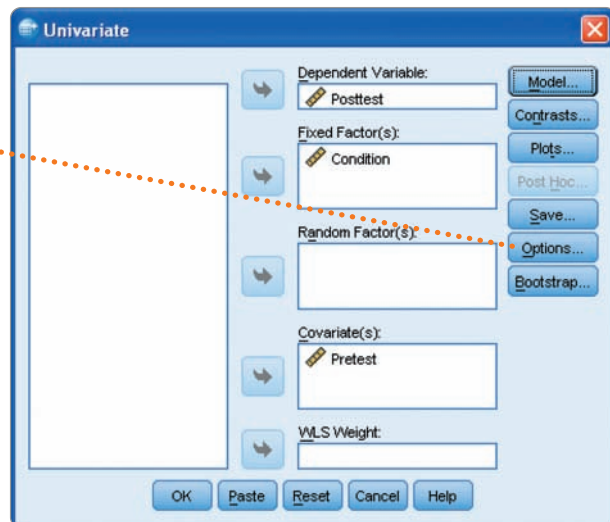 Univariate
Dependent Variable:
Posttest
Fixed Factor(s):
Condition
Random Factor(s):
Covariate(s):
Pretest
WLS Weight:
Model...
Contrasts...
Plots...
Post Hoc...
Save...
Options...
Bootstrap...
OK Paste Reset Cancel Help